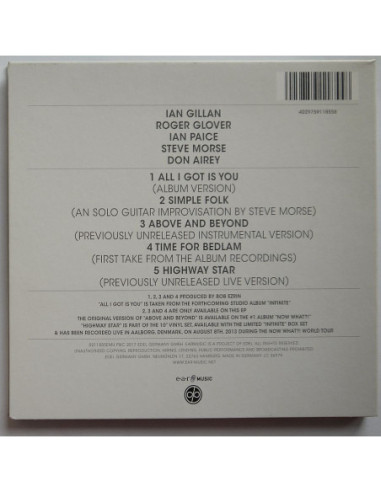 IAN GILLAN
ROGER GLOVER
IAN PAICE
STEVE MORSE
DON AIREY
1 ALL I GOT IS YOU
(ALBUM VERSION)
2 SIMPLE FOLK
(AN SOLO GUITAR IMPROVISATION BY STEVE MORSE)
3 ABOVE AND BEYOND
(PREVIOUSLY UNRELEASED INSTRUMENTAL VERSION)
4 TIME FOR BEDLAM
(FIRST TAKE FROM THE ALBUM RECORDINGS)
5 HIGHWAY STAR
(PREVIOUSLY UNRELEASED LIVE VERSION)
1, 2, 3 AND 4 PRODUCED BY BOB EZRIN
"ALL I GOT IS YOU" IS TAKEN FROM THE FORTHCOMING STUDIO ALBUM "INFINITE"
2, 3 AND 4 ARE ONLY AVAILABLE ON THIS EP
THE ORIGINAL VERSION OF "ABOVE AND BEYOND" IS AVAILABLE ON THE #1 ALBUM "NOW WHAT?!"
"HIGHWAY STAR" IS PART OF THE 10" VINYL SET, AVAILABLE WITH THE LIMITED "INFINITE" BOX SET
& HAS BEEN RECORDED LIVE IN AALBORG, DENMARK, ON AUGUST 8TH, 2013 DURING THE NOW WHAT?! WORLD TOUR
earMUSIC